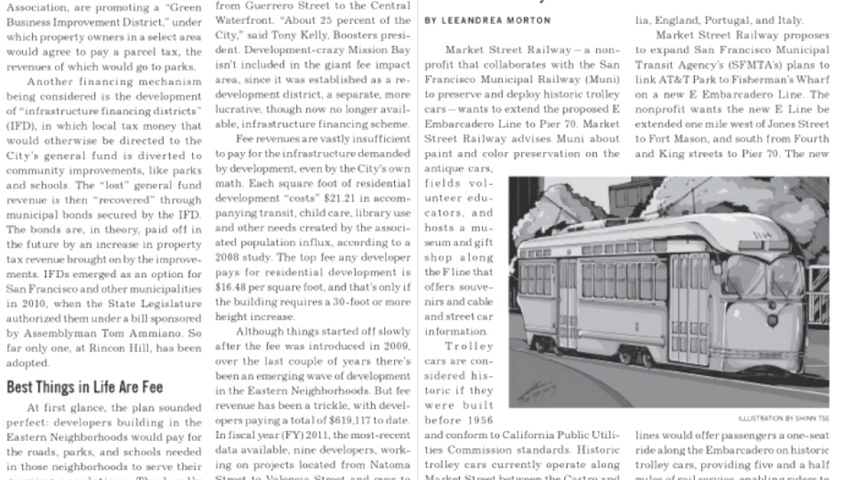 Association, are promoting a “Green
Business Improvement District,” under
which property owners in a select area
would agree to pay a parcel tax, the
revenues of which would go to parks.
Another financing mechanism
being considered is the development
of “infrastructure financing districts”
(IFD), in which local tax money that
would otherwise be directed to the
City’s general fund is diverted to
community improvements, like parks
and schools. The “lost” general fund
revenue is then “recovered” through
municipal bonds secured by the IFD.
The bonds are, in theory, paid off in
the future by an increase in property
tax revenue brought on by the improve-
ments. IFDs emerged as an option for
San Francisco and other municipalities
in 2010, when the State Legislature
authorized them under a bill sponsored
by Assemblyman Tom Ammiano. So
far only one, at Rincon Hill, has been
adopted.
Best Things in Life Are Fee
At first glance, the plan sounded
perfect: developers building in the
Eastern Neighborhoods would pay for
the roads, parks, and schools needed
in those neighborhoods to serve their
from Guerrero Street to the Central
Waterfront. “About 25 percent of the
City,” said Tony Kelly, Boosters presi-
dent. Development-crazy Mission Bay
isn’t included in the giant fee impact
area, since it was established as a re-
development district, a separate, more
lucrative, though now no longer avail-
able, infrastructure financing scheme.
Fee revenues are vastly insufficient
to pay for the infrastructure demanded
by development, even by the City’s own
math. Each square foot of residential
development “costs” $21.21 in accom-
panying transit, child care, library use
and other needs created by the associ-
ated population influx, according to a
2008 study. The top fee any developer
pays for residential development is
$16.48 per square foot, and that’s only if
the building requires a 30-foot or more
height increase.
Although things started off slowly
after the fee was introduced in 2009,
over the last couple of years there’s
been an emerging wave of development
in the Eastern Neighborhoods. But fee
revenue has been a trickle, with devel-
opers paying a total of $619,117 to date.
In fiscal year (FY) 2011, the most-recent
data available, nine developers, work-
ing on projects located from Natoma
Street to Valencia Street and over to
BY LEEANDREA MORTON
Market Street Railway – a non-
profit that collaborates with the San
Francisco Municipal Railway (Muni)
to preserve and deploy historic trolley
cars – wants to extend the proposed E
Embarcadero Line to Pier 70. Market
Street Railway advises Muni about
paint and color preservation on the
antique cars,
fields vol-
unteer edu-
cators, and
hosts a mu-
seum and gift
shop along
the F line that
offers souve-
nirs and cable
and street car
information.
Trolley
cars are con-
sidered his-
toric if they
were built
before 1956
and conform to California Public Utili-
ties Commission standards. Historic
trolley cars currently operate along
Market Street between the Castro and
lia, England, Portugal, and Italy.
Market Street Railway proposes
to expand San Francisco Municipal
Transit Agency’s (SFMTA’s) plans to
link AT&T Park to Fisherman’s Wharf
on a new E Embarcadero Line. The
nonprofit wants the new E Line be
extended one mile west of Jones Street
to Fort Mason, and south from Fourth
and King streets to Pier 70. The new
ILLUSTRATION BY SHINN TSE
lines would offer passengers a one-seat
ride along the Embarcadero on historic
trolley cars, providing five and a half
miles of rail service, enabling riders to